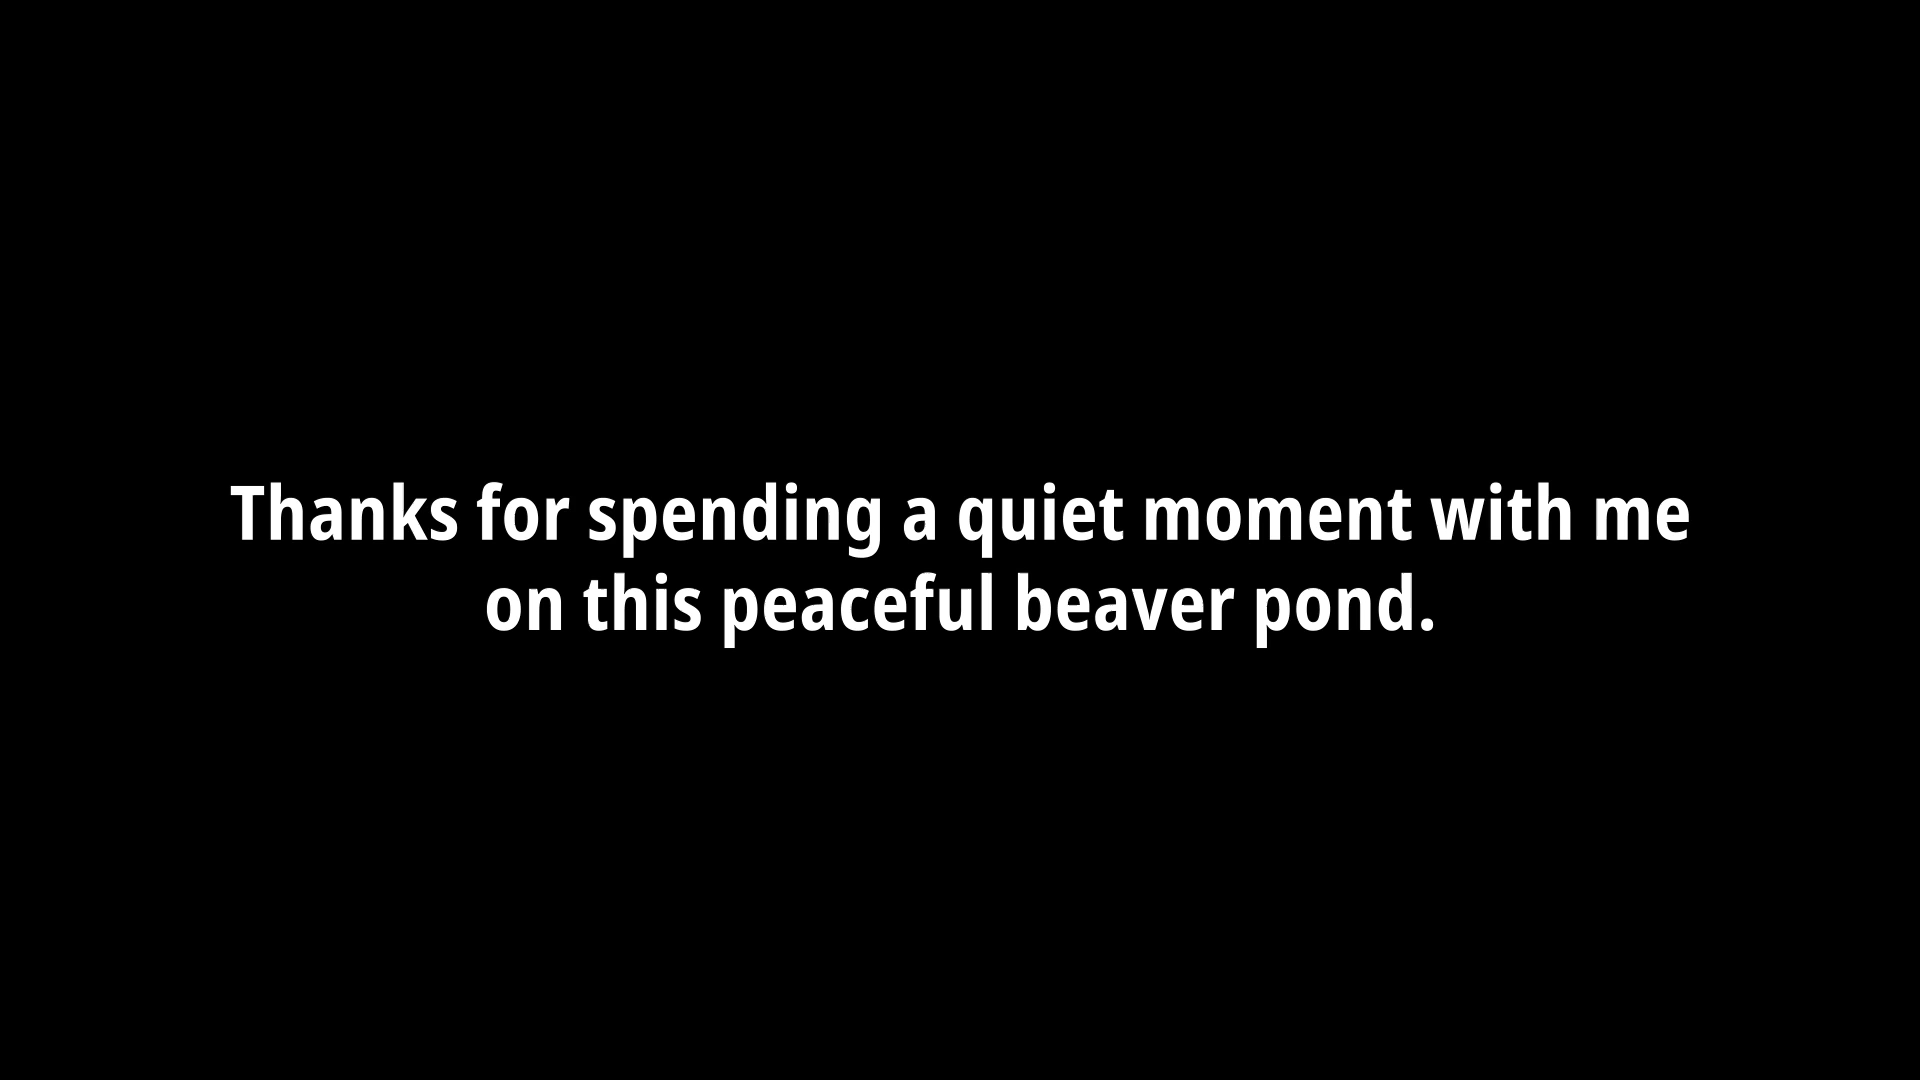 Thanks for spending a quiet moment with me
on this peaceful beaver pond.